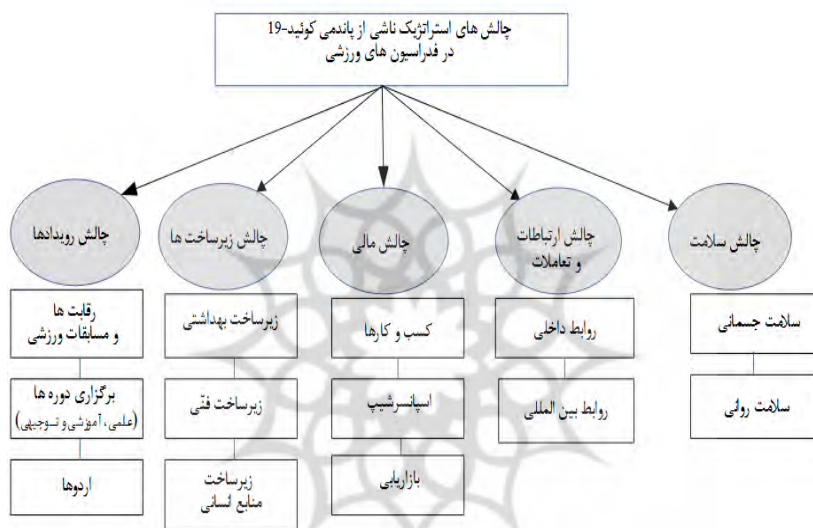 چالش های استراتژیک ناشی از پاندمی کوئید-19
در فدراسیون های ورزشی
چالش سلامت
چالش ارتباطات
و تعاملات
چالش مالی
چالش زیرساخت ها
چالش رویدادها
سلامت جسمانی
سلامت روانی
روابط داخلی
روابط بین المللی
کسب و کارها
اسپانسرشیپ
بازاریابی
زیرساخت بهداشتی
زیرساخت فنی
زیرساخت
منابع انسانی
رقابت ها
و مسابقات ورزشی
برگزاری دوره ها
(علمی، آموزشی و توجیهی)
اردوها